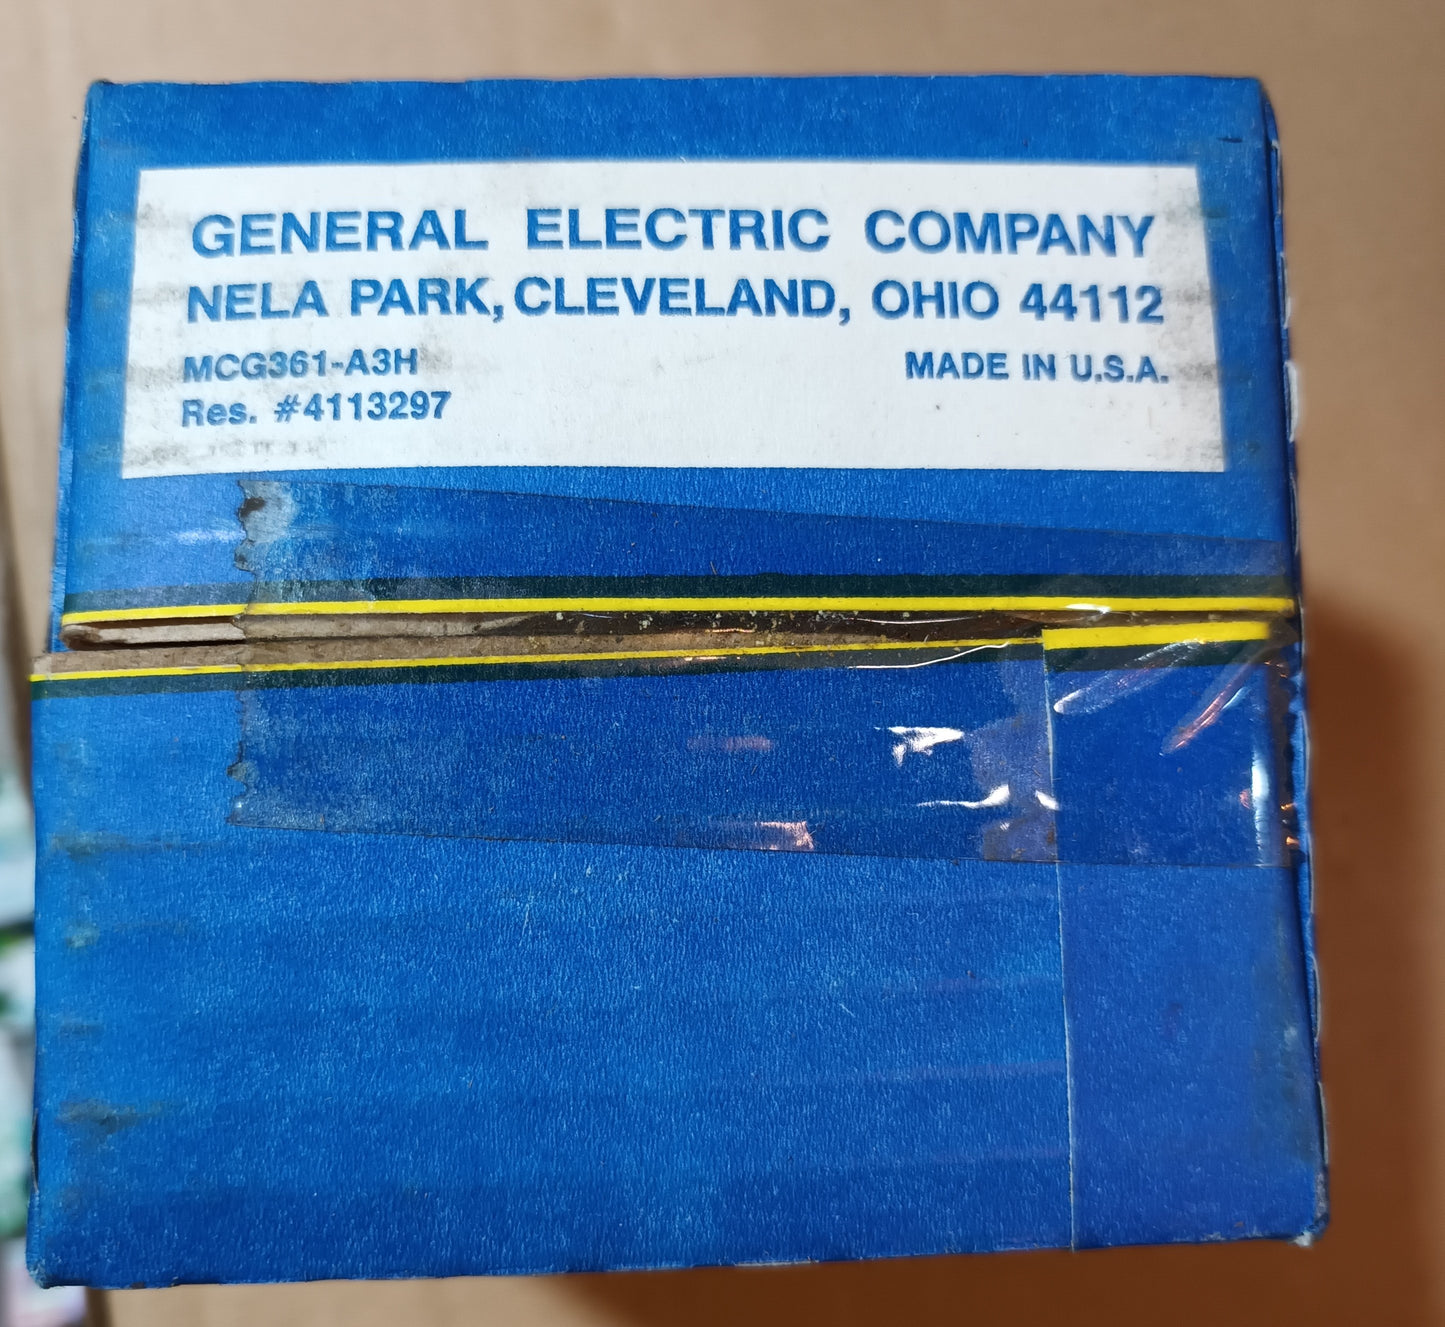 GENERAL ELECTRIC COMPANY
NELA PARK, CLEVELAND, OHIO 44112
MCG361-A3H MADE IN U.S.A.
Res. #4113297